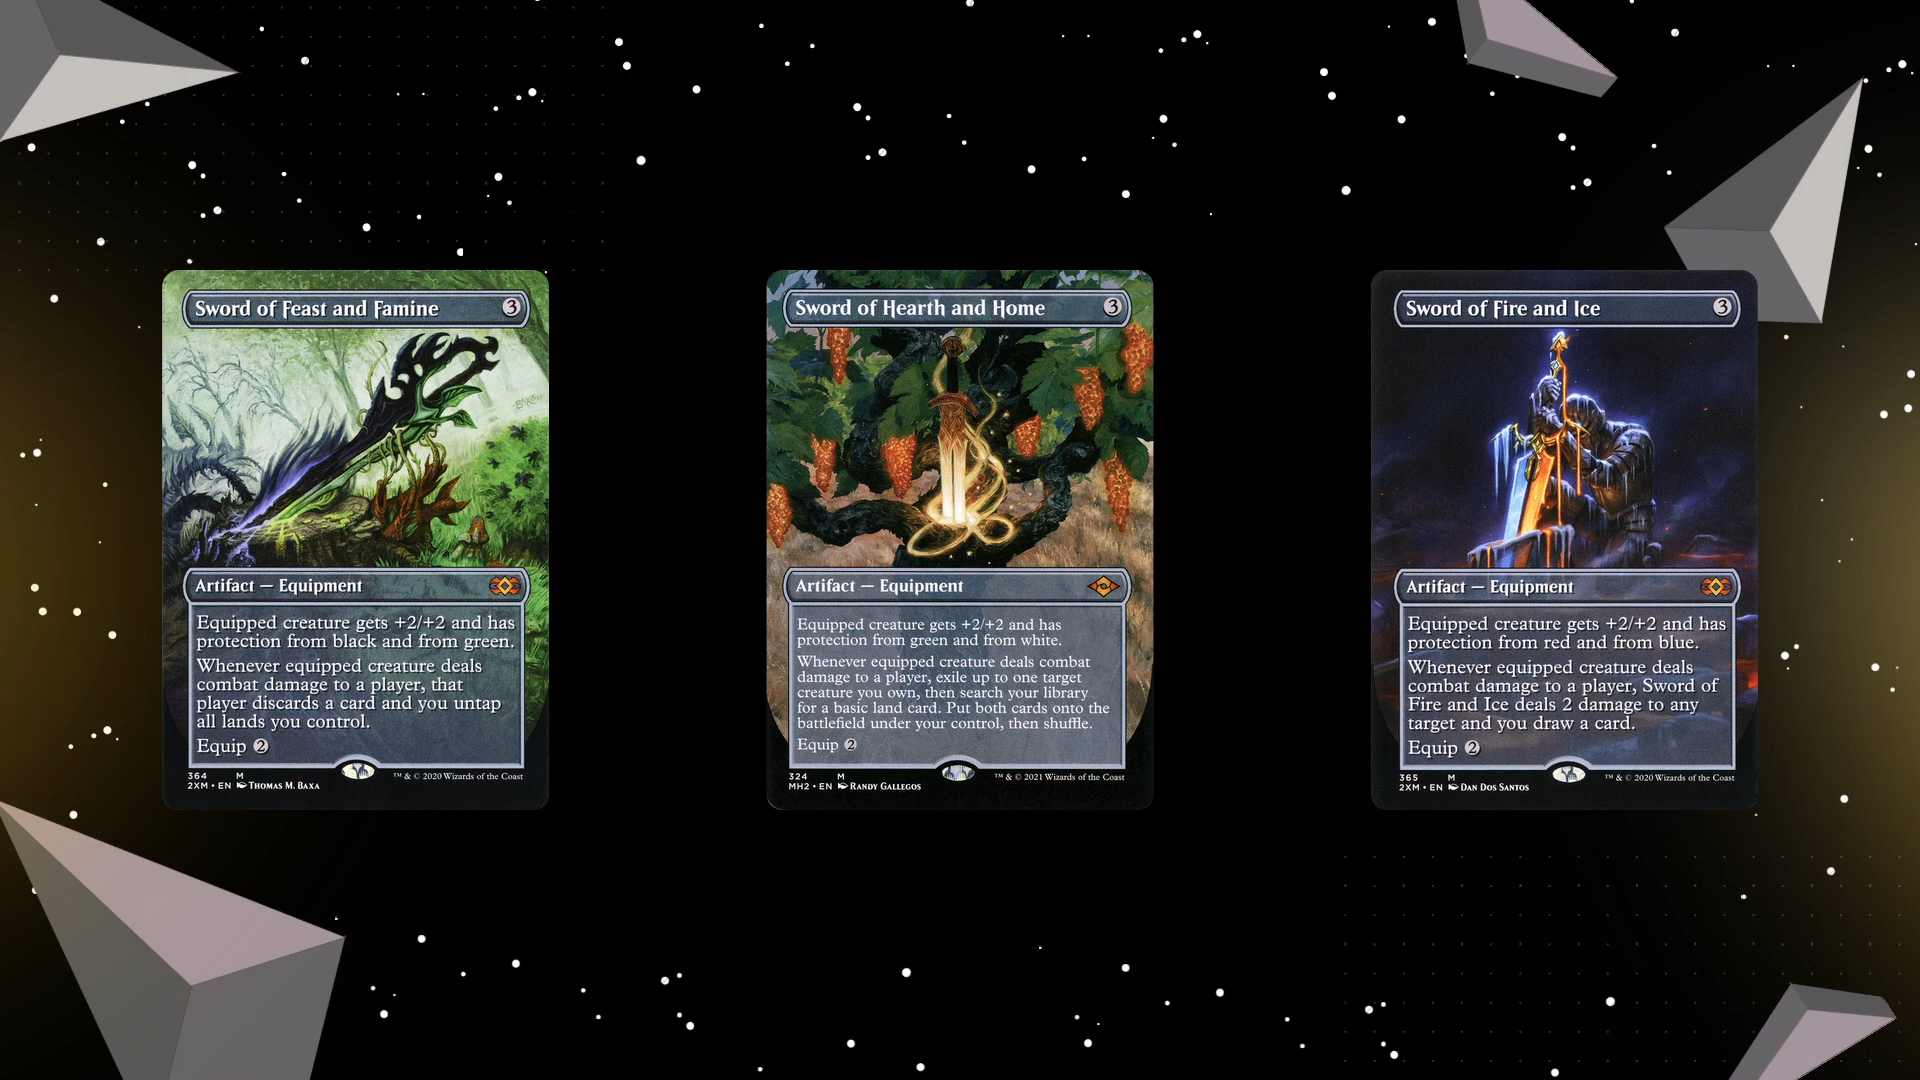 Sword of Feast and Famine 3
Artifact — Equipment
Equipped creature gets +2/+2 and has
protection from black and from green.
Whenever equipped creature deals
combat damage to a player, that
player discards a card and you untap
all lands you control.
Equip 2
364 M
2XM • EN Thomas M. Baxa
™ & © 2020 Wizards of the Coast
Sword of Hearth and Home 3
Artifact — Equipment
Equipped creature gets +2/+2 and has
protection from green and from white.
Whenever equipped creature deals combat
damage to a player, exile up to one target
creature you own, then search your library
for a basic land card. Put both cards onto the
battlefield under your control, then shuffle.
Equip 2
324 M
MH2 • EN Randy Gallegos
™ & © 2021 Wizards of the Coast
Sword of Fire and Ice 3
Artifact — Equipment
Equipped creature gets +2/+2 and has
protection from red and from blue.
Whenever equipped creature deals
combat damage to a player, Sword of
Fire and Ice deals 2 damage to any
target and you draw a card.
Equip 2
365 M
2XM • EN Dan Dos Santos
™ & © 2020 Wizards of the Coast